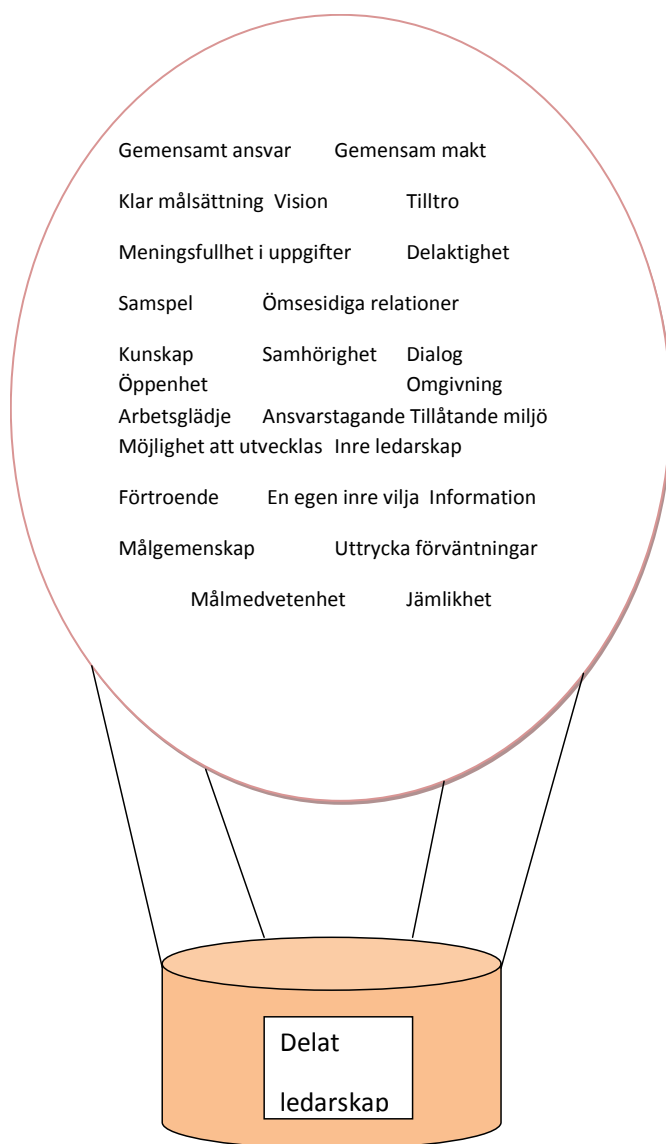 Gemensamt ansvar Gemensam makt
Klar målsättning Vision Tilltro
Meningsfullhet i uppgifter Delaktighet
Samspel Ömsesidiga relationer
Kunskap Samhörighet Dialog
Öppenhet Omgivning
Arbetsglädje Ansvarstagande Tillåtande miljö
Möjlighet att utvecklas Inre ledarskap
Förtroende En egen inre vilja Information
Målgemenskap Uttrycka förväntningar
Målmedvetenhet Jämlikhet
Delat
ledarskap